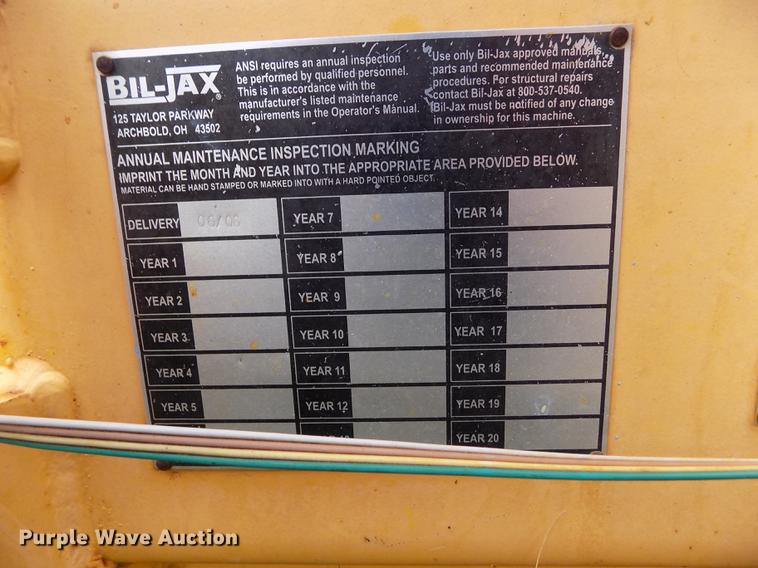 BIL-JAX®
125 TAYLOR PARKWAY
ARCHBOLD, OH 43502
ANSI requires an annual inspection
be performed by qualified personnel.
This is in accordance with the
manufacturer's listed maintenance
requirements in the Operator's Manual.
Use only Bil-Jax approved manuals,
parts and recommended maintenance
procedures. For structural repairs
contact Bil-Jax at 800-537-0540.
Bil-Jax must be notified of any change
in ownership for this machine.
ANNUAL MAINTENANCE INSPECTION MARKING
IMPRINT THE MONTH AND YEAR INTO THE APPROPRIATE AREA PROVIDED BELOW.
MATERIAL CAN BE HAND STAMPED OR MARKED INTO WITH A HARD POINTED OBJECT.
DELIVERY
YEAR 1
YEAR 2
YEAR 3
YEAR 4
YEAR 5
YEAR 7
YEAR 8
YEAR 9
YEAR 10
YEAR 11
YEAR 12
YEAR 14
YEAR 15
YEAR 16
YEAR 17
YEAR 18
YEAR 19
YEAR 20
Purple Wave Auction